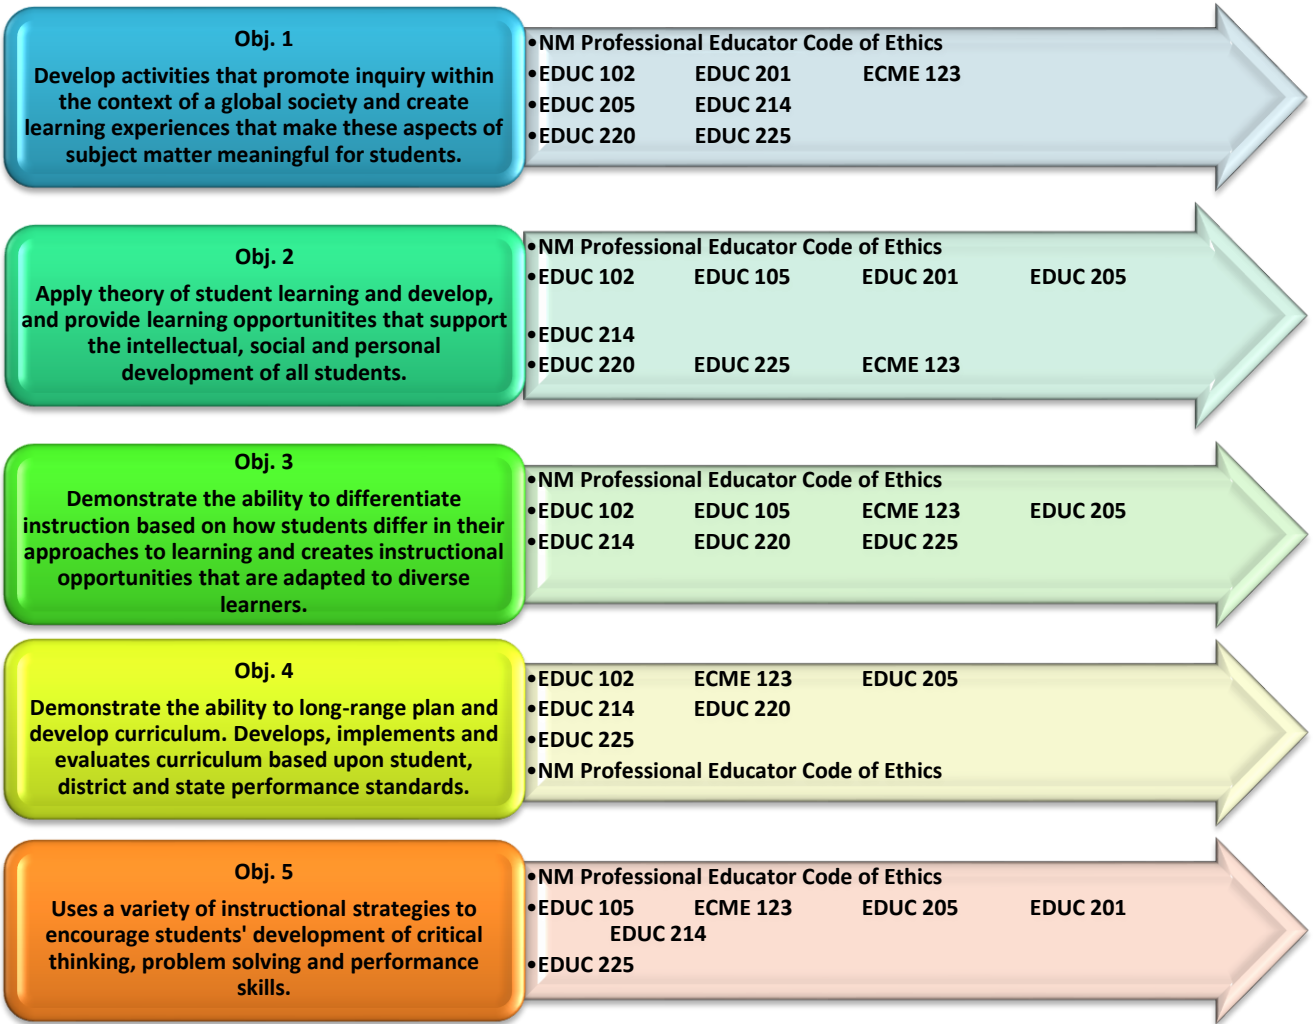 Obj. 1
Develop activities that promote inquiry within
the context of a global society and create
learning experiences that make these aspects of
subject matter meaningful for students.
•NM Professional Educator Code of Ethics
•EDUC 102 EDUC 201 ECME 123
•EDUC 205 EDUC 214
•EDUC 220 EDUC 225
Obj. 2
Apply theory of student learning and develop,
and provide learning opportunitites that support
the intellectual, social and personal
development of all students.
•NM Professional Educator Code of Ethics
•EDUC 102 EDUC 105 EDUC 201 EDUC 205
•EDUC 214
•EDUC 220 EDUC 225 ECME 123
Obj. 3
Demonstrate the ability to differentiate
instruction based on how students differ in their
approaches to learning and creates instructional
opportunities that are adapted to diverse
learners.
•NM Professional Educator Code of Ethics
•EDUC 102 EDUC 105 ECME 123 EDUC 205
•EDUC 214 EDUC 220 EDUC 225
Obj. 4
Demonstrate the ability to long-range plan and
develop curriculum. Develops, implements and
evaluates curriculum based upon student,
district and state performance standards.
•EDUC 102 ECME 123 EDUC 205
•EDUC 214 EDUC 220
•EDUC 225
•NM Professional Educator Code of Ethics
Obj. 5
Uses a variety of instructional strategies to
encourage students' development of critical
thinking, problem solving and performance
skills.
•NM Professional Educator Code of Ethics
•EDUC 105 ECME 123 EDUC 205 EDUC 201
EDUC 214
•EDUC 225